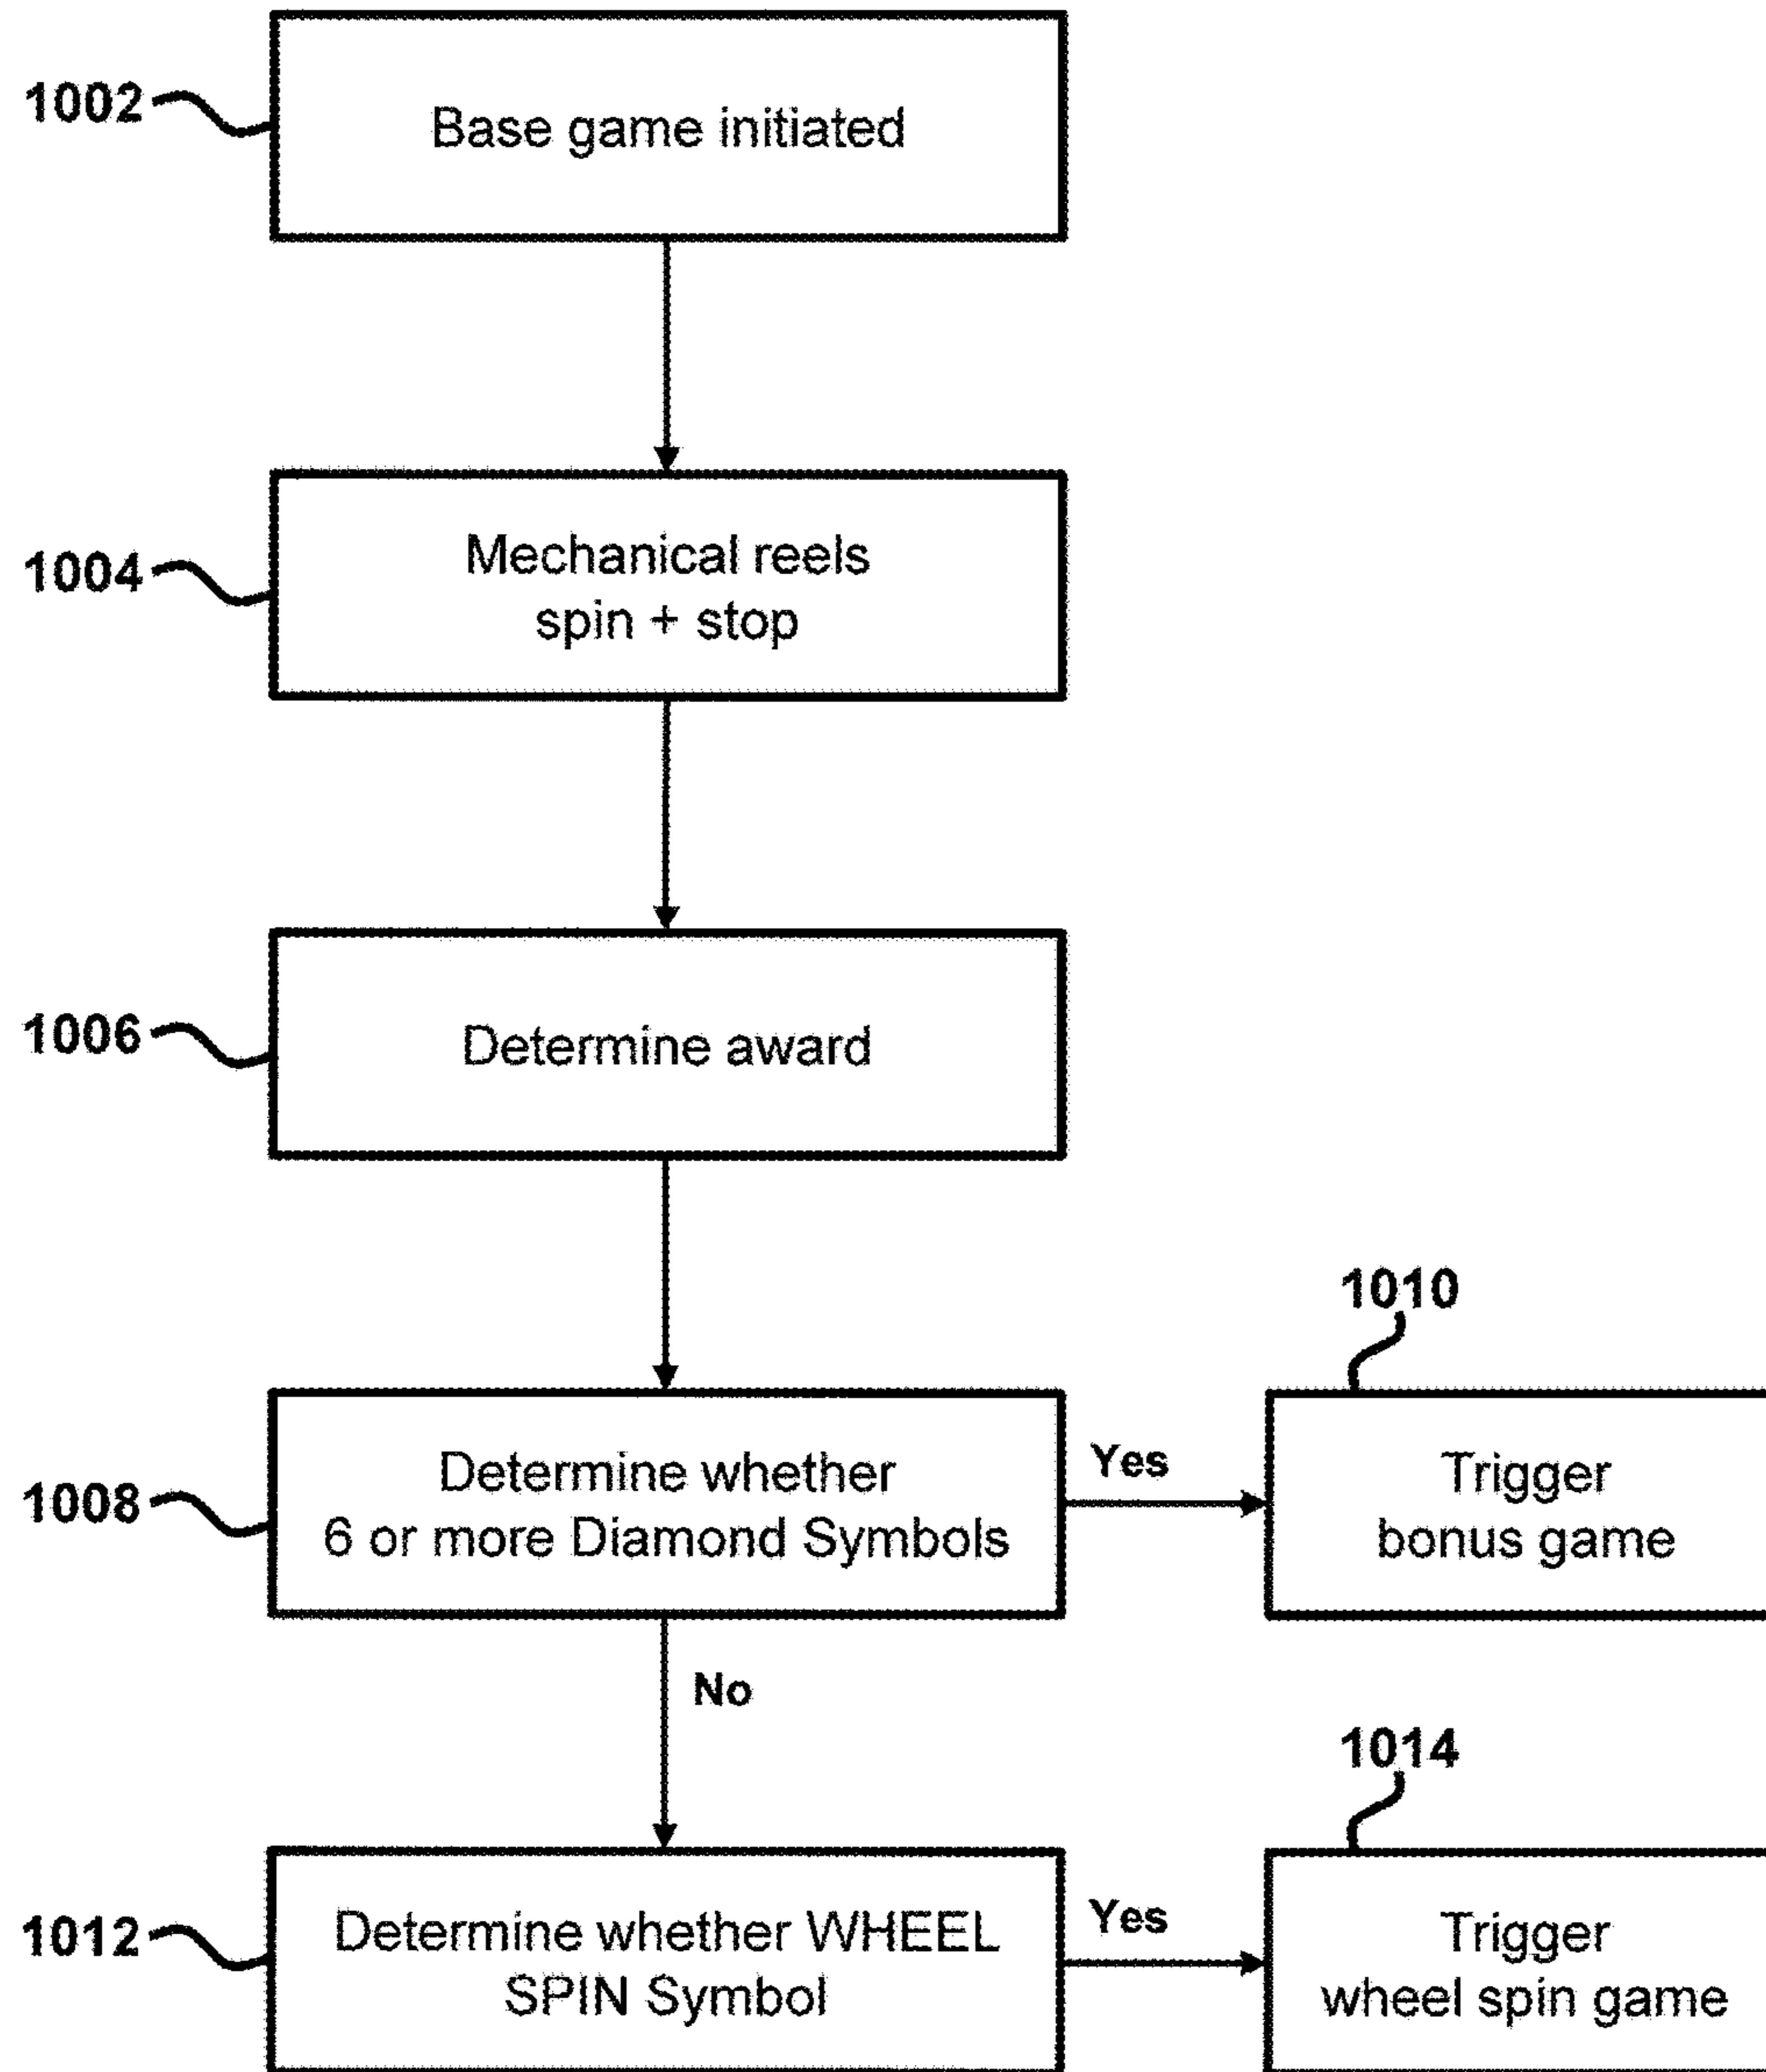 1002
Base game initiated
1004
Mechanical reels
spin + stop
1006
Determine award
1010
1008
Determine whether
6 or more Diamond Symbols
Yes
Trigger
bonus game
No
1014
1012
Determine whether WHEEL
SPIN Symbol
Yes
Trigger
wheel spin game